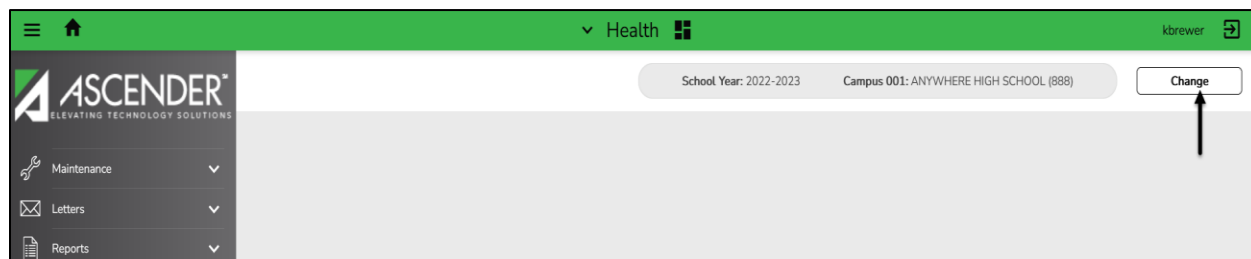 Health
kbrewer
ASCENDER™
ELEVATING TECHNOLOGY SOLUTIONS
School Year: 2022-2023 Campus 001: ANYWHERE HIGH SCHOOL (888)
Change
Maintenance
Letters
Reports